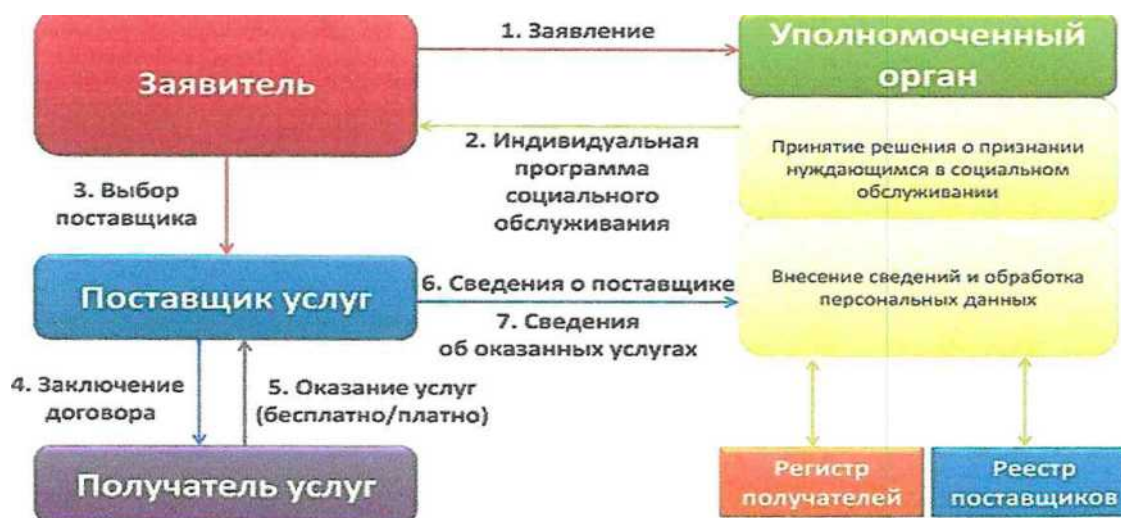 1. Заявление
Уполномоченный
орган
Заявитель
2. Индивидуальная
программа
социального
обслуживания
Принятие решения о признании
нуждающимся в социальном
обслуживании
3. Выбор
поставщика
Поставщик услуг
6. Сведения о поставщике
7. Сведения
об оказанных услугах
Внесение сведений и обработка
персональных данных
4. Заключение
договора
5. Оказание услуг
(бесплатно/платно)
Получатель услуг
Регистр
получателей
Реестр
поставщиков